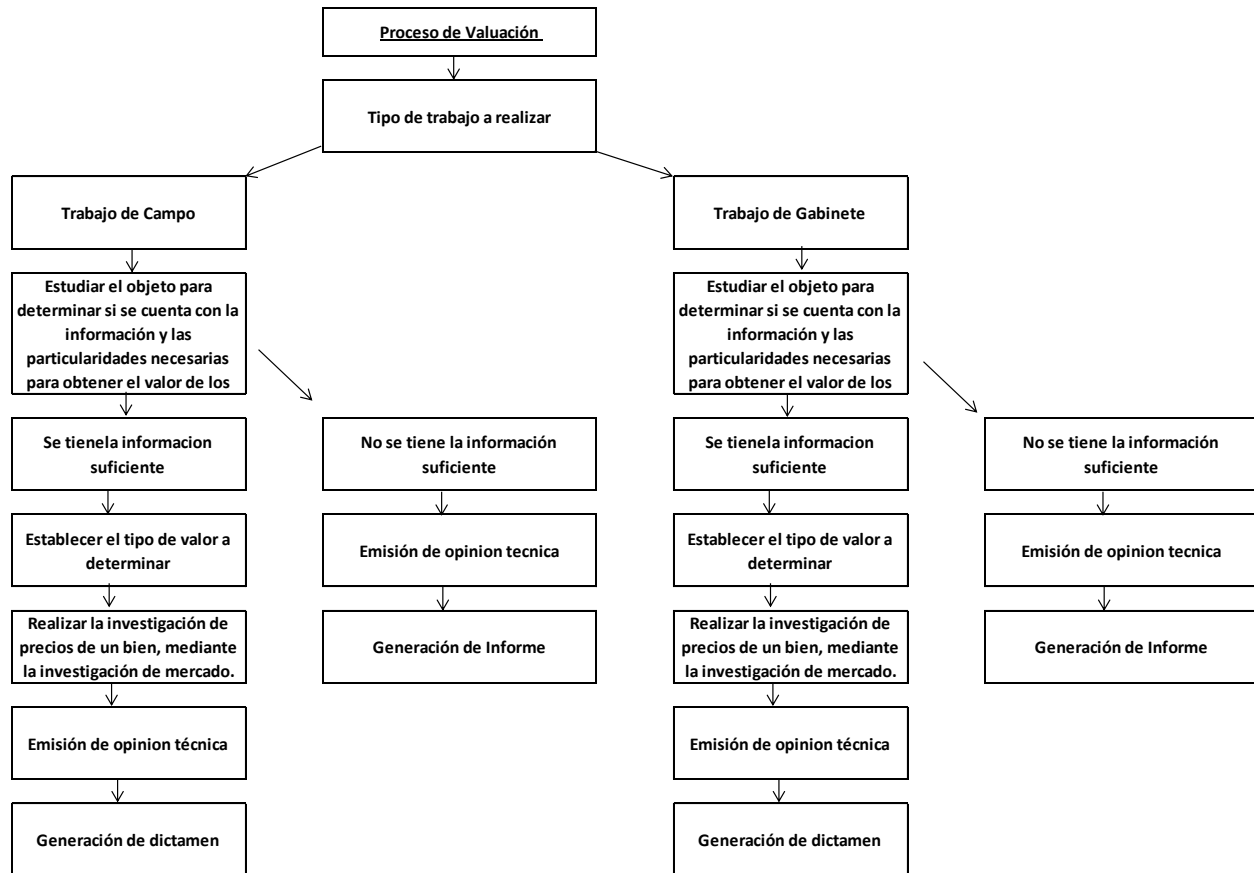 Proceso de Valuación
Tipo de trabajo a realizar
Trabajo de Campo
Trabajo de Gabinete
Estudiar el objeto para
determinar si se cuenta con la
información y las
particularidades necesarias
para obtener el valor de los
Estudiar el objeto para
determinar si se cuenta con la
información y las
particularidades necesarias
para obtener el valor de los
Se tienela informacion
suficiente
No se tiene la información
suficiente
Se tienela informacion
suficiente
No se tiene la información
suficiente
Establecer el tipo de valor a
determinar
Emisión de opinion tecnica
Establecer el tipo de valor a
determinar
Emisión de opinion tecnica
Realizar la investigación de
precios de un bien, mediante
la investigación de mercado.
Generación de Informe
Realizar la investigación de
precios de un bien, mediante
la investigación de mercado.
Generación de Informe
Emisión de opinion técnica
Emisión de opinion técnica
Generación de dictamen
Generación de dictamen